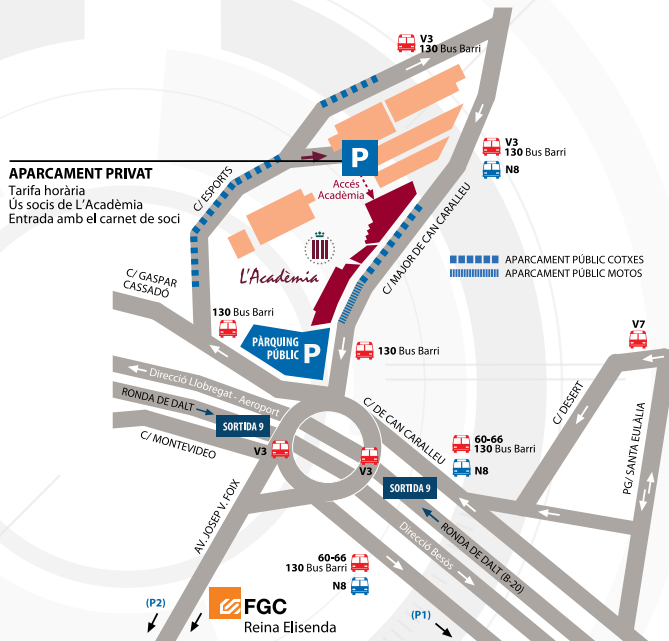 V3
130 Bus Barri
V3
130 Bus Barri
N8
P
APARCAMENT PRIVAT
Tarifa horària
Ús socis de L'Acadèmia
Entrada amb el carnet de soci
Accés
Acadèmia
C/ ESPORTS
L'Acadèmia
C/ MAJOR DE CAN CARALLEU
APARCAMENT PÚBLIC COTXES
APARCAMENT PÚBLIC MOTOS
C/ GASPAR
CASSADÓ
130 Bus Barri
V7
PÀRQUING
PÚBLIC P
130 Bus Barri
Direcció Llobregat - Aeroport
RONDA DE DALT
SORTIDA 9
C/ MONTEVIDEO
C/ DE CAN CARALLEU
C/ DESERT
PG/ SANTA EULÀLIA
60-66
130 Bus Barri
N8
V3
V3
SORTIDA 9
AV. JOSEP V. FOIX
RONDA DE DALT (B-20)
Direcció Besòs
60-66
130 Bus Barri
N8
(P2)
FGC
Reina Elisenda
(P1)